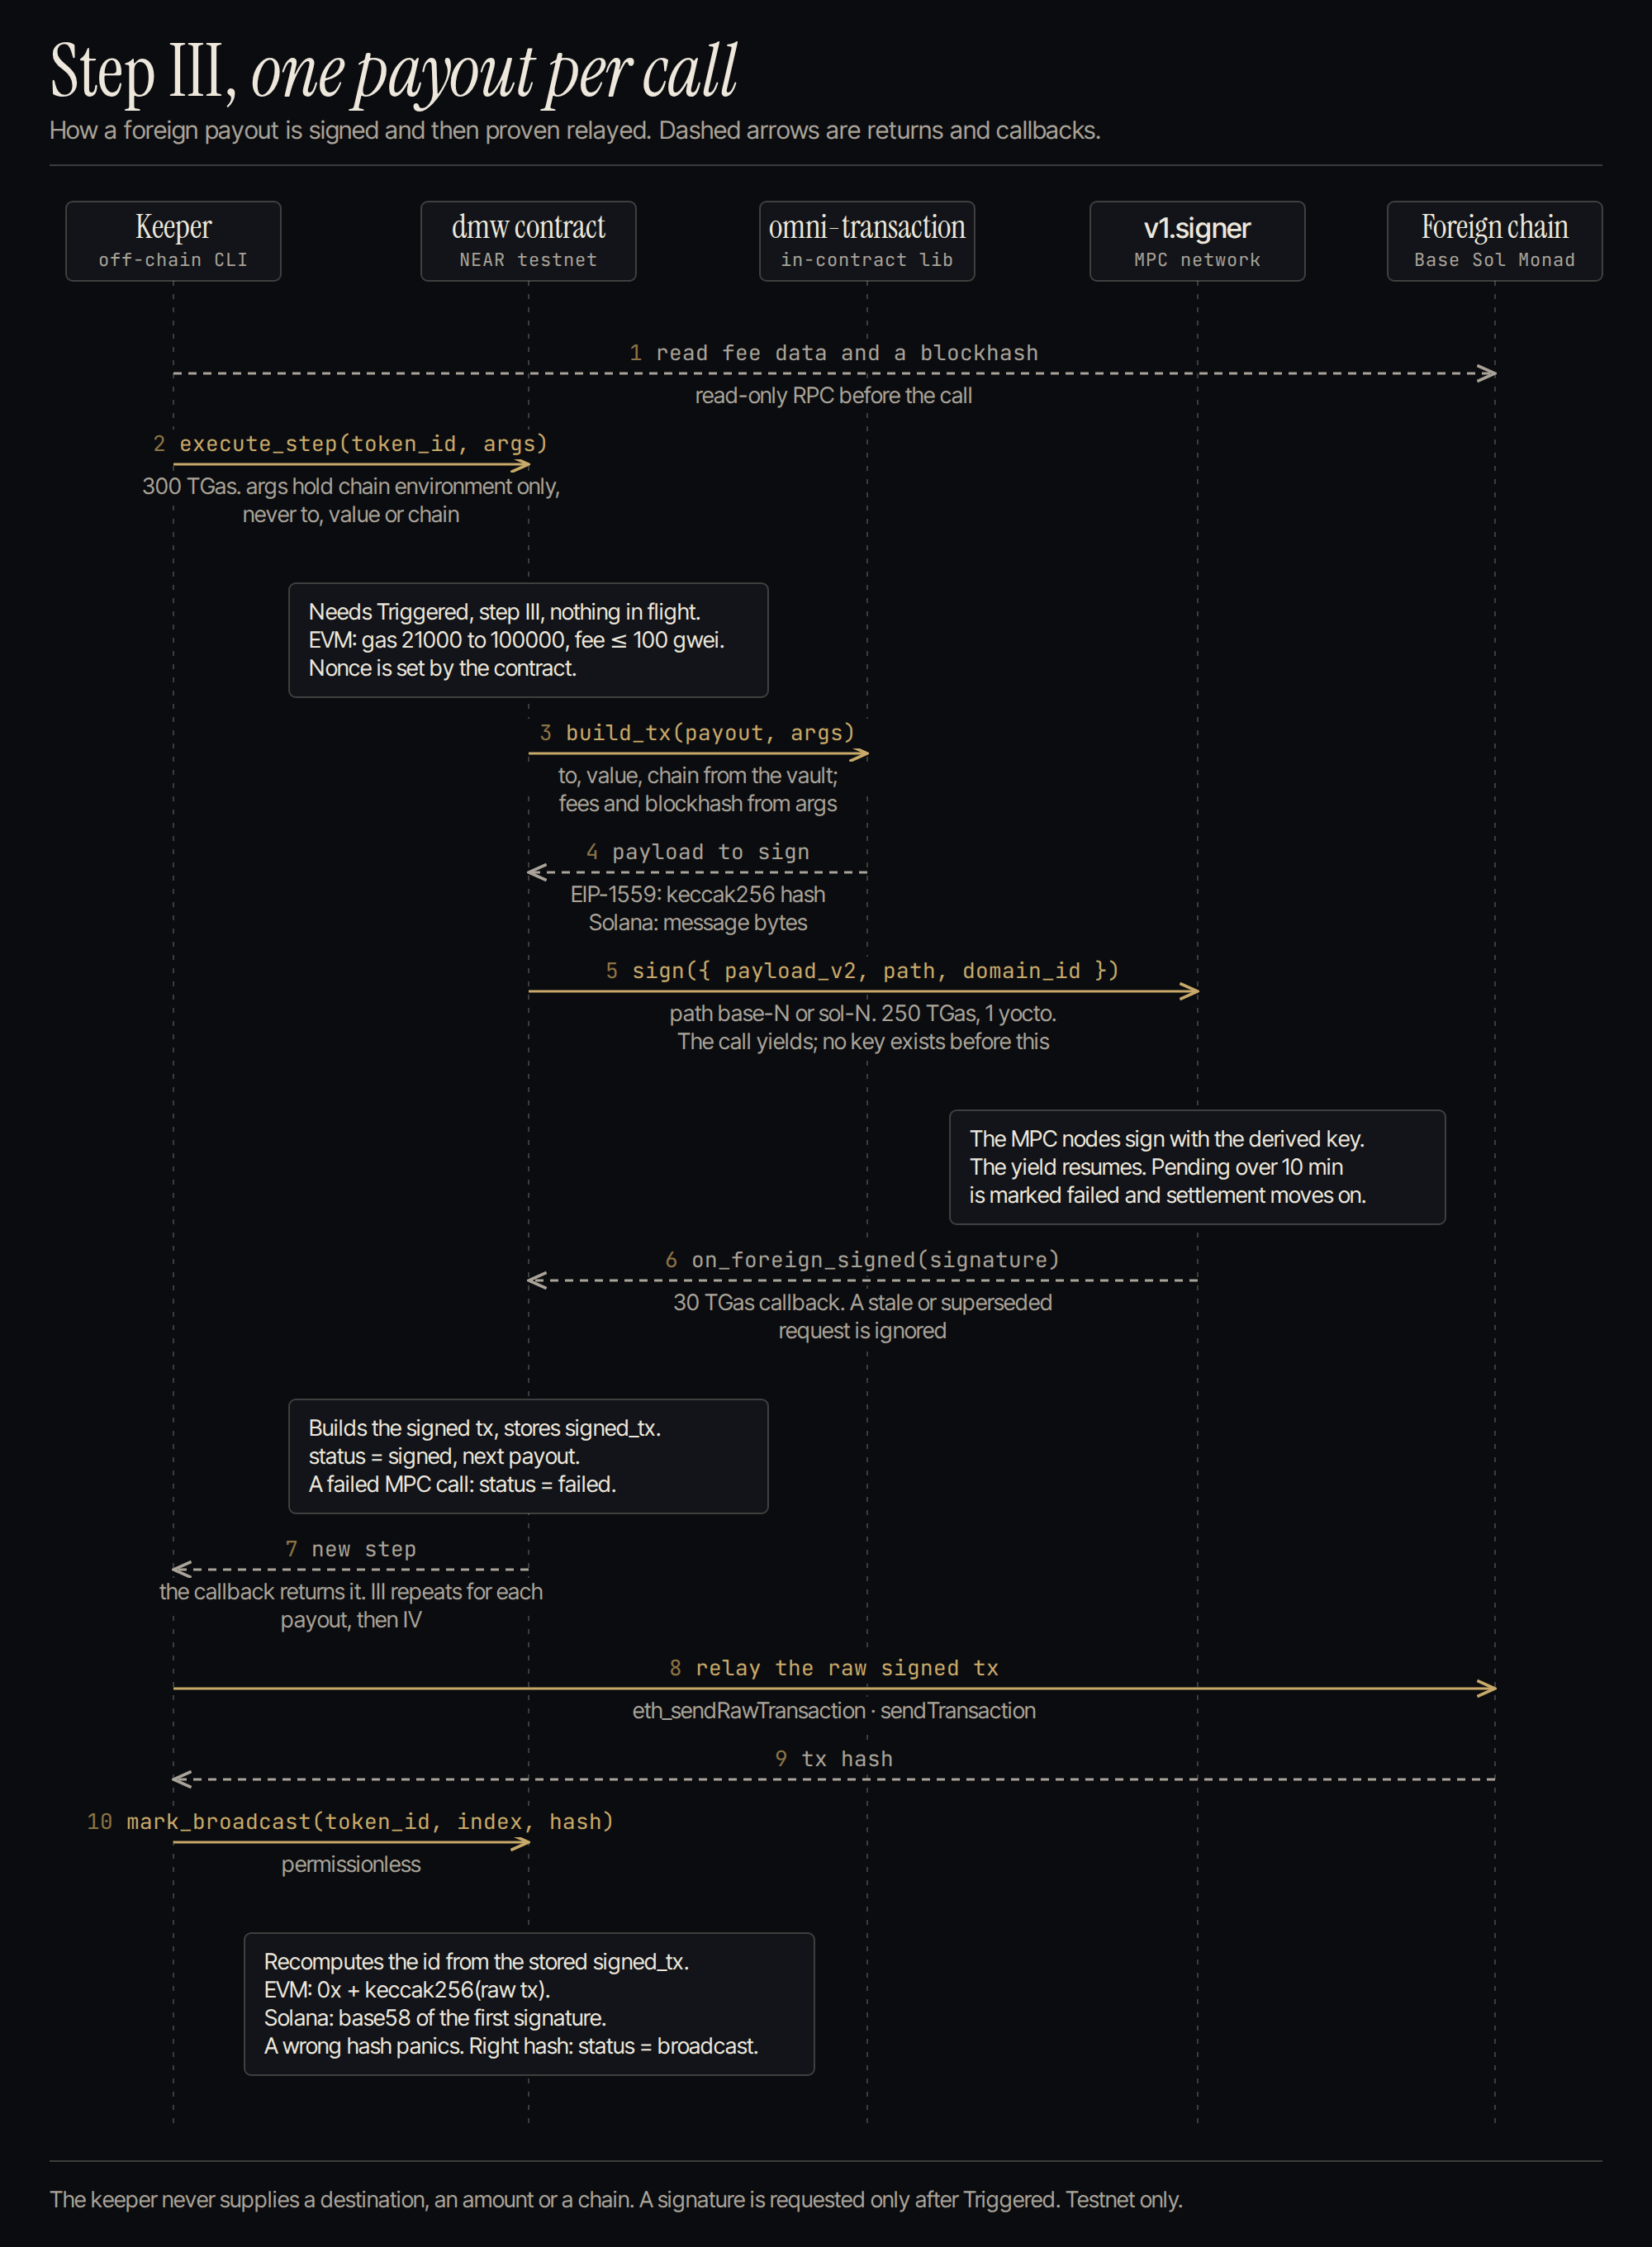 Step III, one payout per call
How a foreign payout is signed and then proven relayed. Dashed arrows are returns and callbacks.
Keeper
off-chain CLI
dmw contract
NEAR testnet
omni-transaction
in-contract lib
v1.signer
MPC network
Foreign chain
Base Sol Monad
1 read fee data and a blockhash
read-only RPC before the call
2 execute_step(token_id, args)
300 TGas. args hold chain environment only,
never to, value or chain
Needs Triggered, step III, nothing in flight.
EVM: gas 21000 to 100000, fee ≤ 100 gwei.
Nonce is set by the contract.
3 build_tx(payout, args)
to, value, chain from the vault;
fees and blockhash from args
4 payload to sign
EIP-1559: keccak256 hash
Solana: message bytes
5 sign({ payload_v2, path, domain_id })
path base-N or sol-N. 250 TGas, 1 yocto.
The call yields; no key exists before this
The MPC nodes sign with the derived key.
The yield resumes. Pending over 10 min
is marked failed and settlement moves on.
6 on_foreign_signed(signature)
30 TGas callback. A stale or superseded
request is ignored
Builds the signed tx, stores signed_tx.
status = signed, next payout.
A failed MPC call: status = failed.
7 new step
the callback returns it. III repeats for each
payout, then IV
8 relay the raw signed tx
eth_sendRawTransaction · sendTransaction
9 tx hash
10 mark_broadcast(token_id, index, hash)
permissionless
Recomputes the id from the stored signed_tx.
EVM: 0x + keccak256(raw tx).
Solana: base58 of the first signature.
A wrong hash panics. Right hash: status = broadcast.
The keeper never supplies a destination, an amount or a chain. A signature is requested only after Triggered. Testnet only.